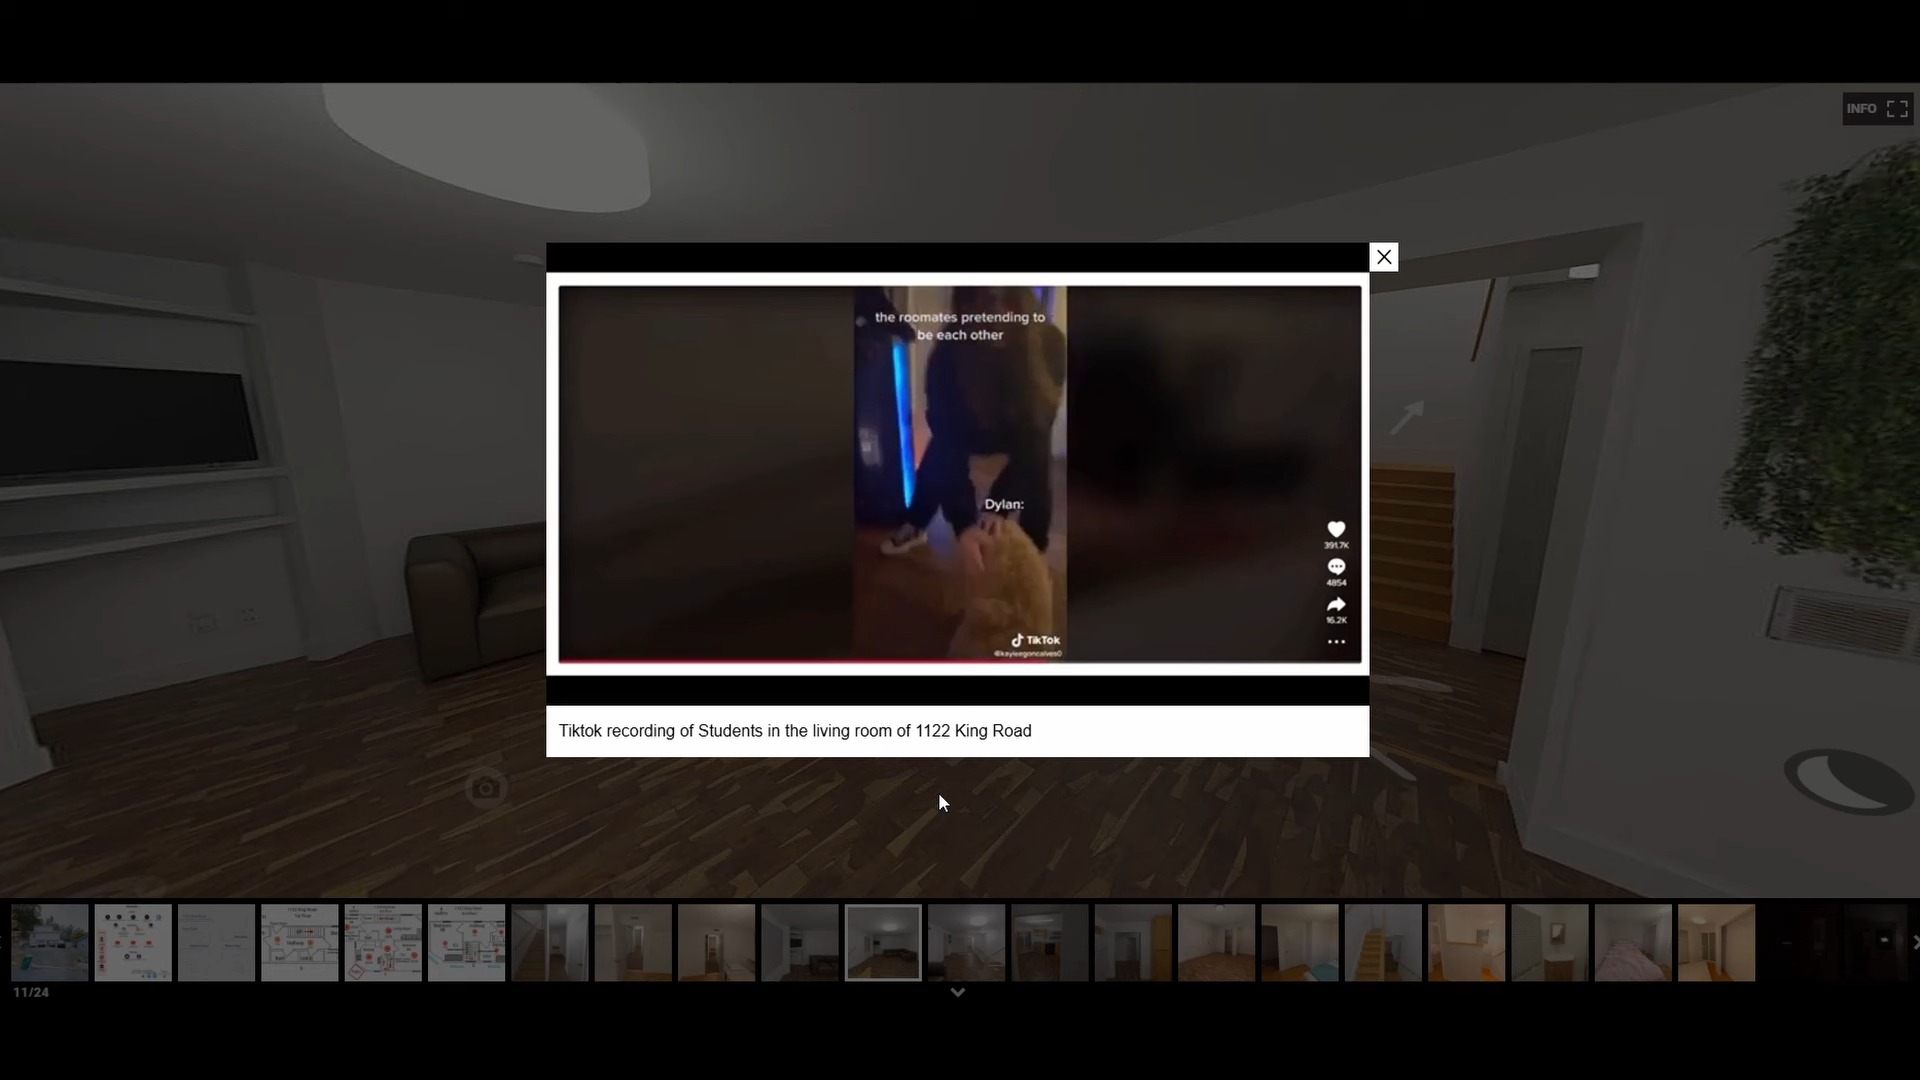 INFO
the roomates pretending to
be each other
Dylan:
391.7K
4854
16.2K
TikTok
@kayleegoncalves0
Tiktok recording of Students in the living room of 1122 King Road
11/24